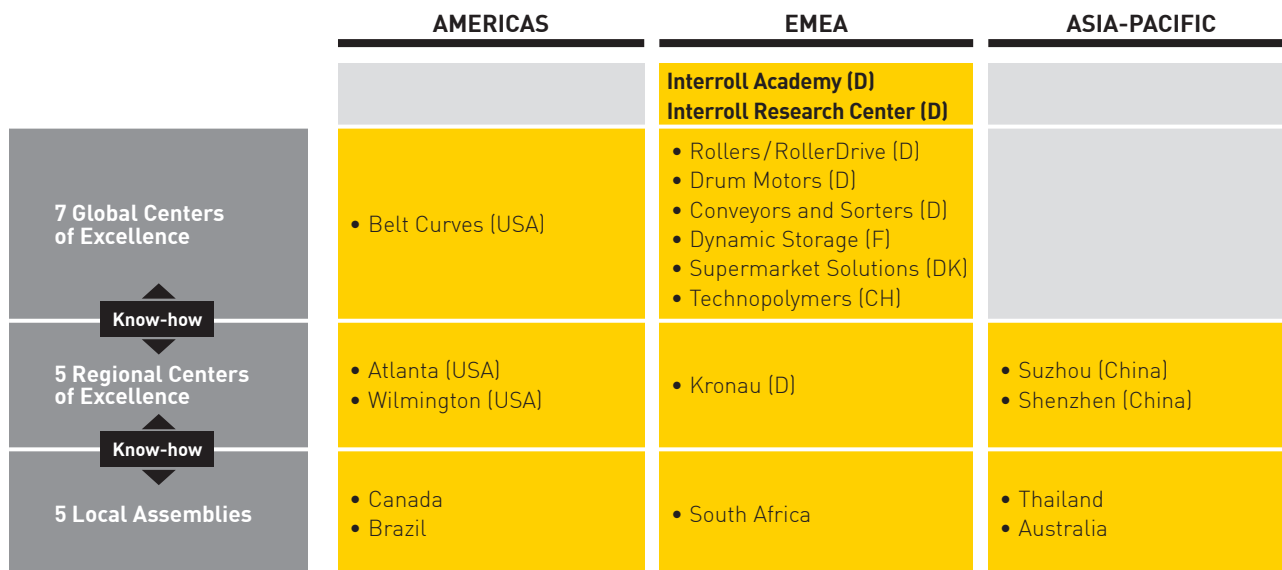 AMERICAS
EMEA
ASIA-PACIFIC
Interroll Academy (D)
Interroll Research Center (D)
7 Global Centers
of Excellence
• Belt Curves (USA)
• Rollers/RollerDrive (D)
• Drum Motors (D)
• Conveyors and Sorters (D)
• Dynamic Storage (F)
• Supermarket Solutions (DK)
• Technopolymers (CH)
Know-how
5 Regional Centers
of Excellence
• Atlanta (USA)
• Wilmington (USA)
• Kronau (D)
• Suzhou (China)
• Shenzhen (China)
Know-how
5 Local Assemblies
• Canada
• Brazil
• South Africa
• Thailand
• Australia